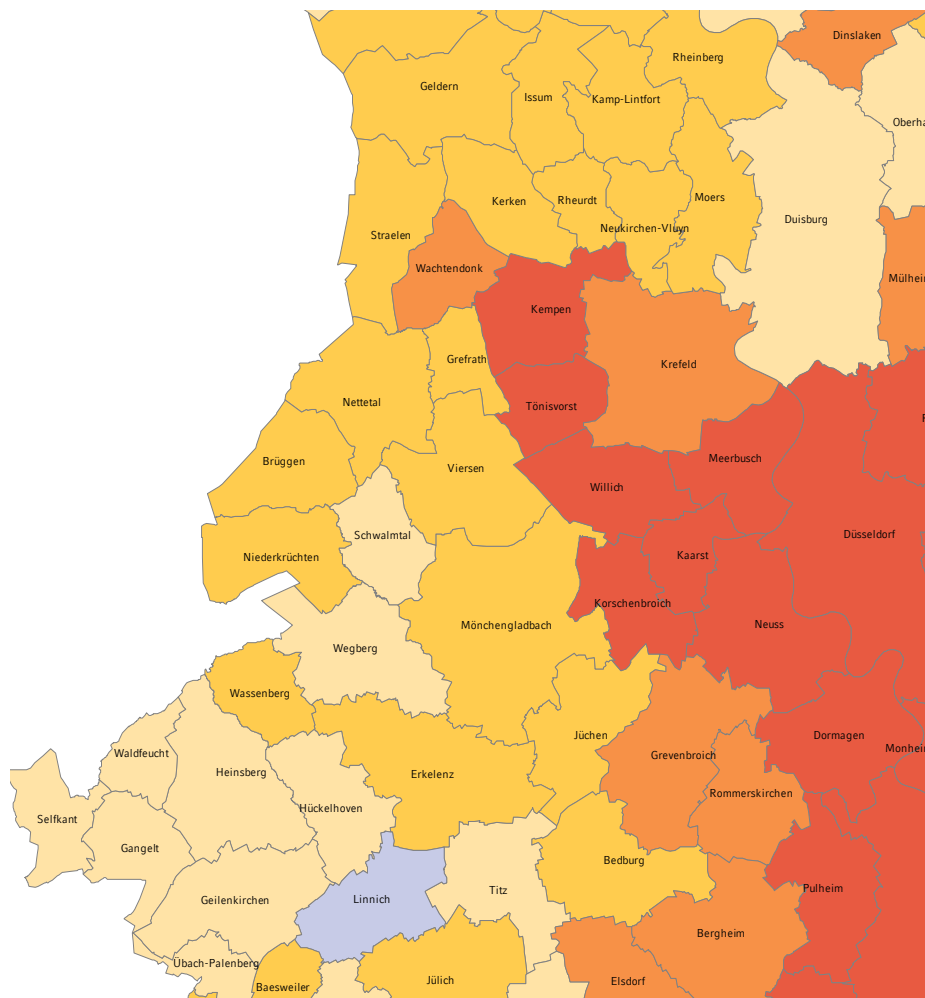 Dinslaken
Rheinberg
Geldern
Issum
Kamp-Lintfort
Oberha
Moers
Kerken
Rheurdt
Duisburg
Neukirchen-Vluyn
Straelen
Wachtendonk
Mülhein
Kempen
Grefrath
Krefeld
Nettetal
Tönisvorst
Meerbusch
Brüggen
Viersen
Willich
Schwalmtal
Düsseldorf
Niederkrüchten
Kaarst
Korschenbroich
Mönchengladbach
Neuss
Wegberg
Wassenberg
Jüchen
Dormagen
Waldfeucht
Grevenbroich
Monhein
Heinsberg
Erkelenz
Rommerskirchen
Hückelhoven
Selfkant
Gangelt
Bedburg
Titz
Pulheim
Geilenkirchen
Linnich
Bergheim
Übach-Palenberg
Jülich
Elsdorf
Baesweiler